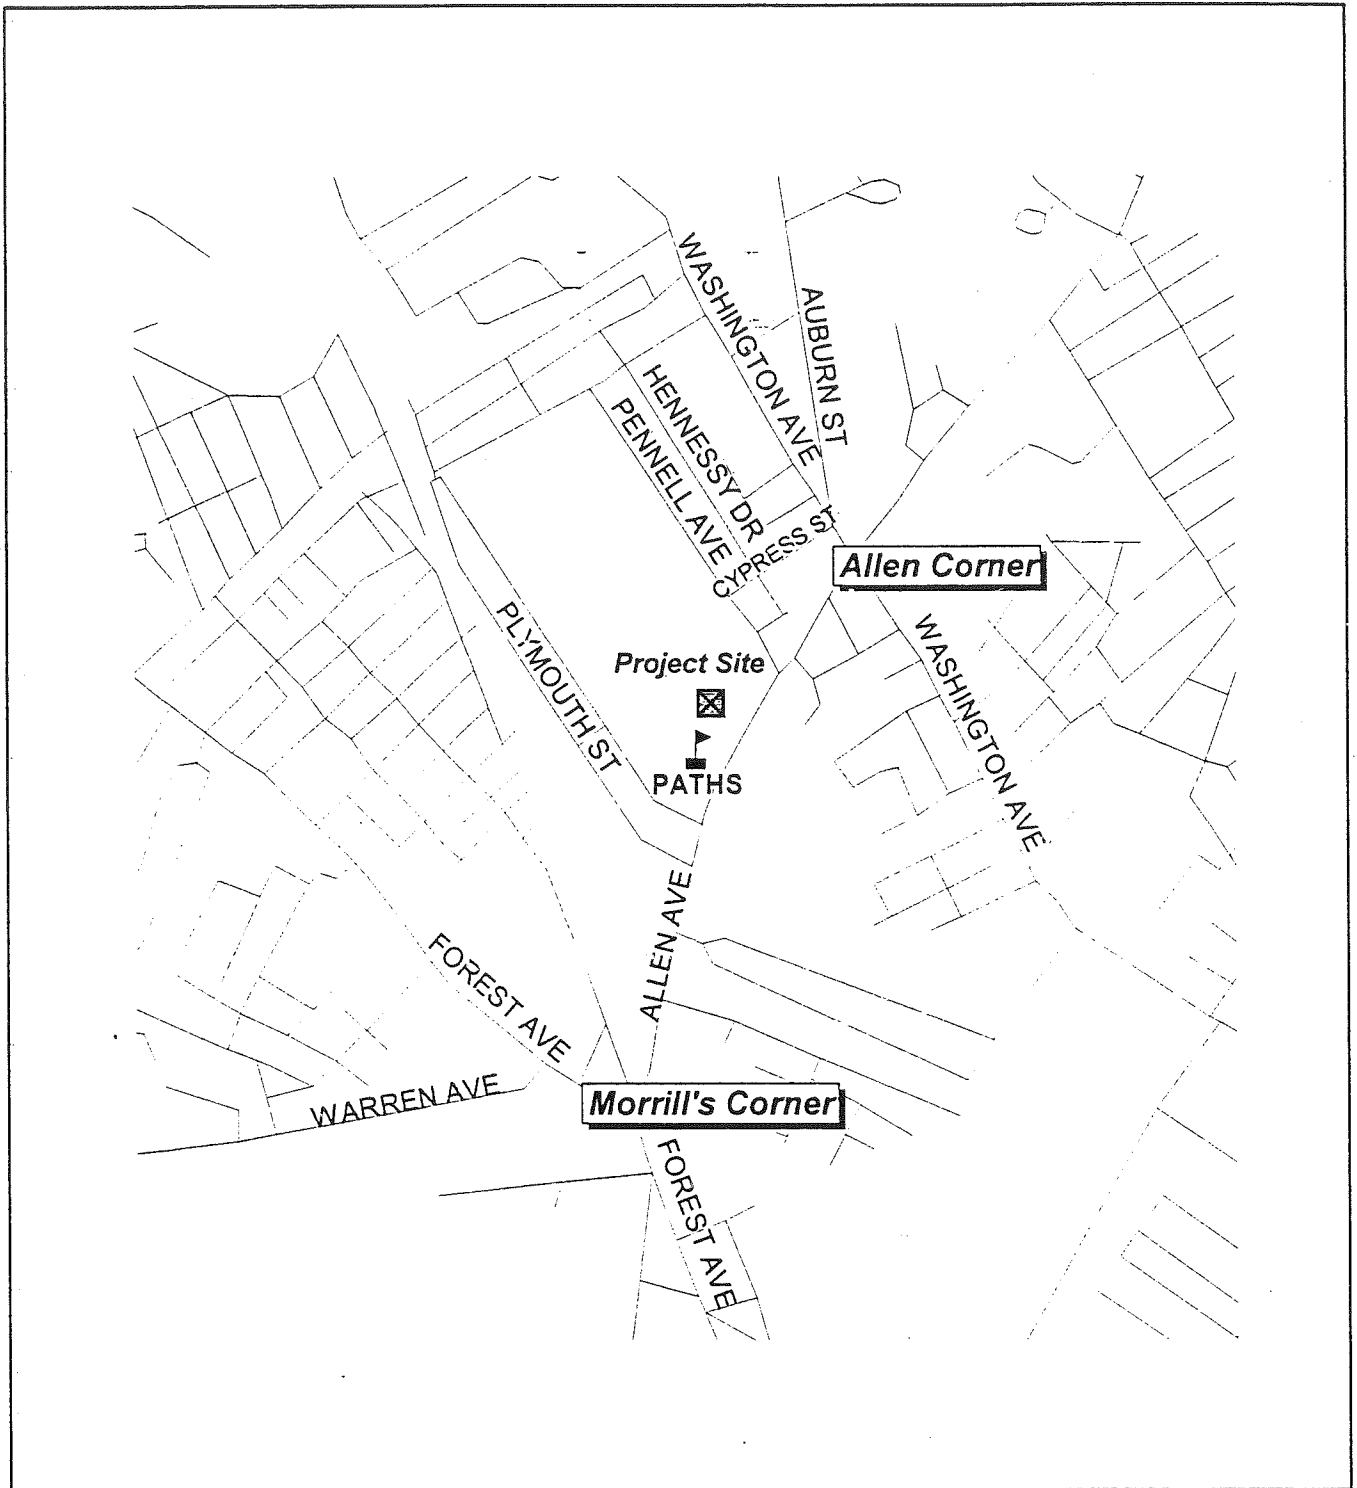 WASHINGTON AVE
AUBURN ST
HENNESSY DR
PENNELL AVE
CYPRESS ST
Allen Corner
PLYMOUTH ST
WASHINGTON AVE
Project Site
PATHS
ALLEN AVE
FOREST AVE
WARREN AVE
Morrill's Corner
FOREST AVE